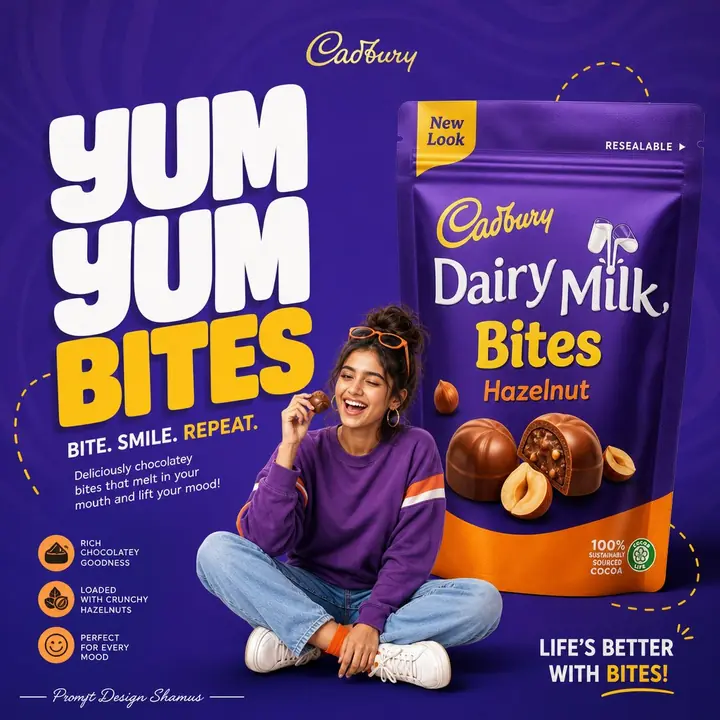 Cadbury
YUM
YUM
BITES
BITE. SMILE. REPEAT.
Deliciously chocolatey
bites that melt in your
mouth and lift your mood!
RICH
CHOCOLATEY
GOODNESS
LOADED
WITH CRUNCHY
HAZELNUTS
PERFECT
FOR EVERY
MOOD
New
Look
RESEALABLE
Cadbury
Dairy Milk,
Bites
Hazelnut
100%
SUSTAINABLY
SOURCED
COCOA
COCOA
LIFE
LIFE'S BETTER
WITH BITES!
Prompt Design Shamus